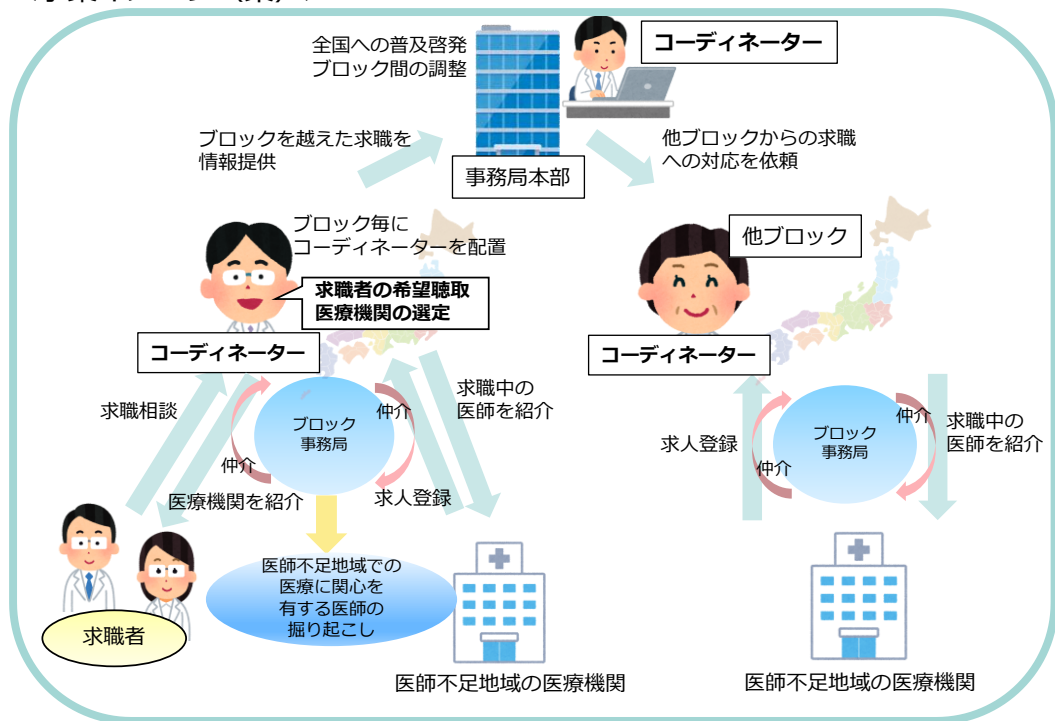 全国への普及啓発
ブロック間の調整
コーディネーター
ブロックを越えた求職を
情報提供
他ブロックからの求職
への対応を依頼
事務局本部
ブロック毎に
コーディネーターを配置
他ブロック
求職者の希望聴取
医療機関の選定
コーディネーター
コーディネーター
求職相談
仲介
求職中の
医師を紹介
ブロック
事務局
仲介
医療機関を紹介
求人登録
求人登録
仲介
求職中の
医師を紹介
ブロック
事務局
仲介
医師不足地域での
医療に関心を
有する医師の
掘り起こし
求職者
医師不足地域の医療機関
医師不足地域の医療機関